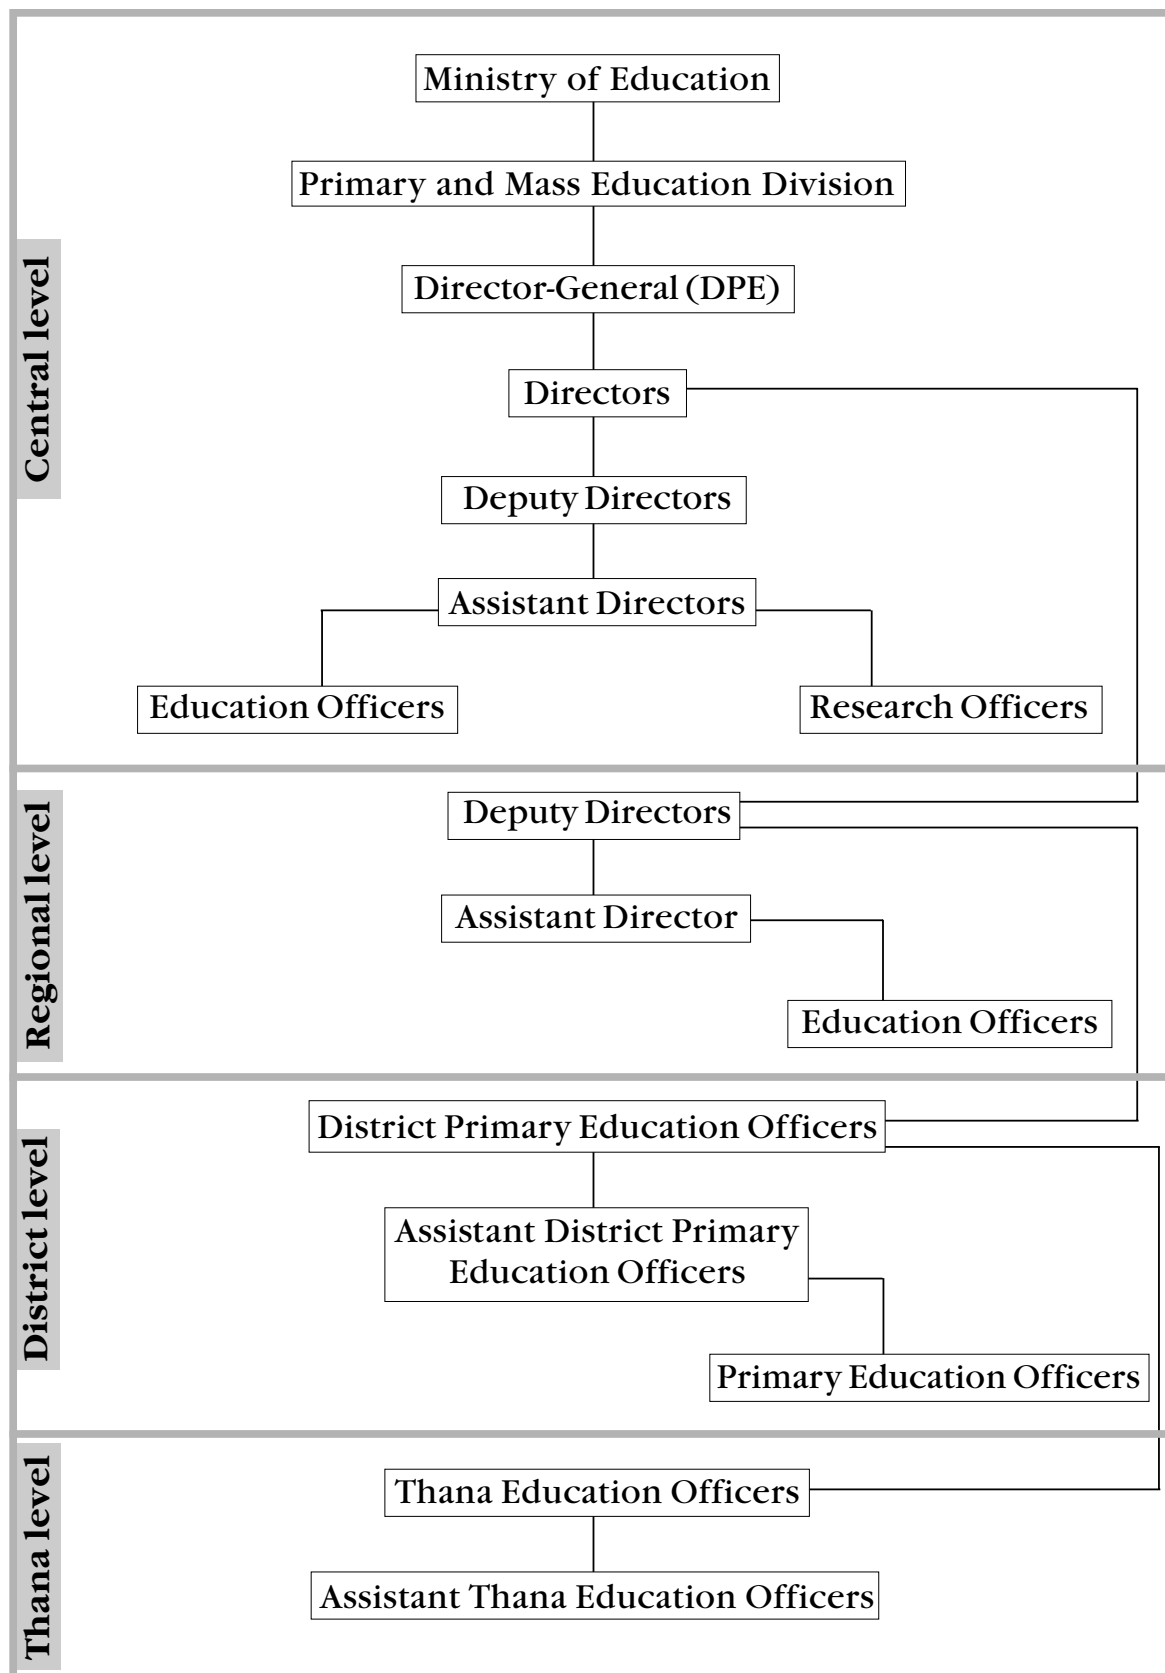 Central level
Ministry of Education
Primary and Mass Education Division
Director-General (DPE)
Directors
Deputy Directors
Assistant Directors
Education Officers
Research Officers
Regional level
Deputy Directors
Assistant Director
Education Officers
District level
District Primary Education Officers
Assistant District Primary
Education Officers
Primary Education Officers
Thana level
Thana Education Officers
Assistant Thana Education Officers